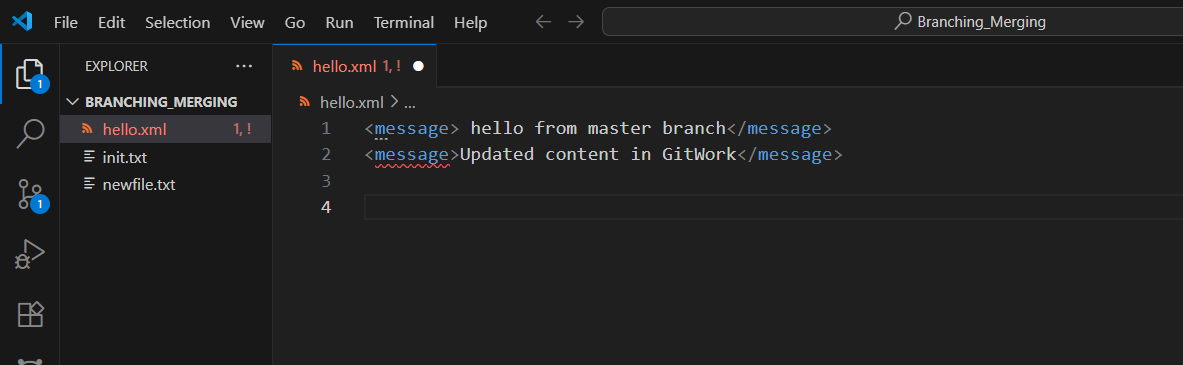 File Edit Selection View Go Run Terminal Help
Branching_Merging
EXPLORER ...
BRANCHING_MERGING
hello.xml 1, !
init.txt
newfile.txt
1
1
hello.xml 1, !
hello.xml > ...
1 <message> hello from master branch</message>
2 <message>Updated content in GitWork</message>
3
4